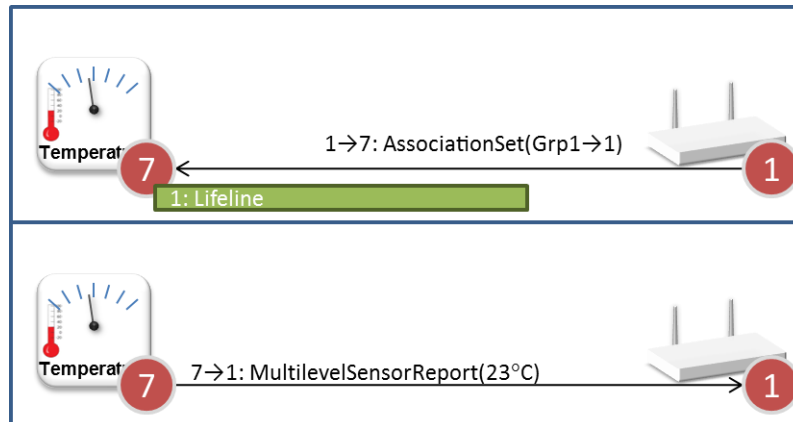 1→7: AssociationSet(Grp1→1)
Temperat
7
1
1: Lifeline
7→1: MultilevelSensorReport(23°C)
Temperat
7
1